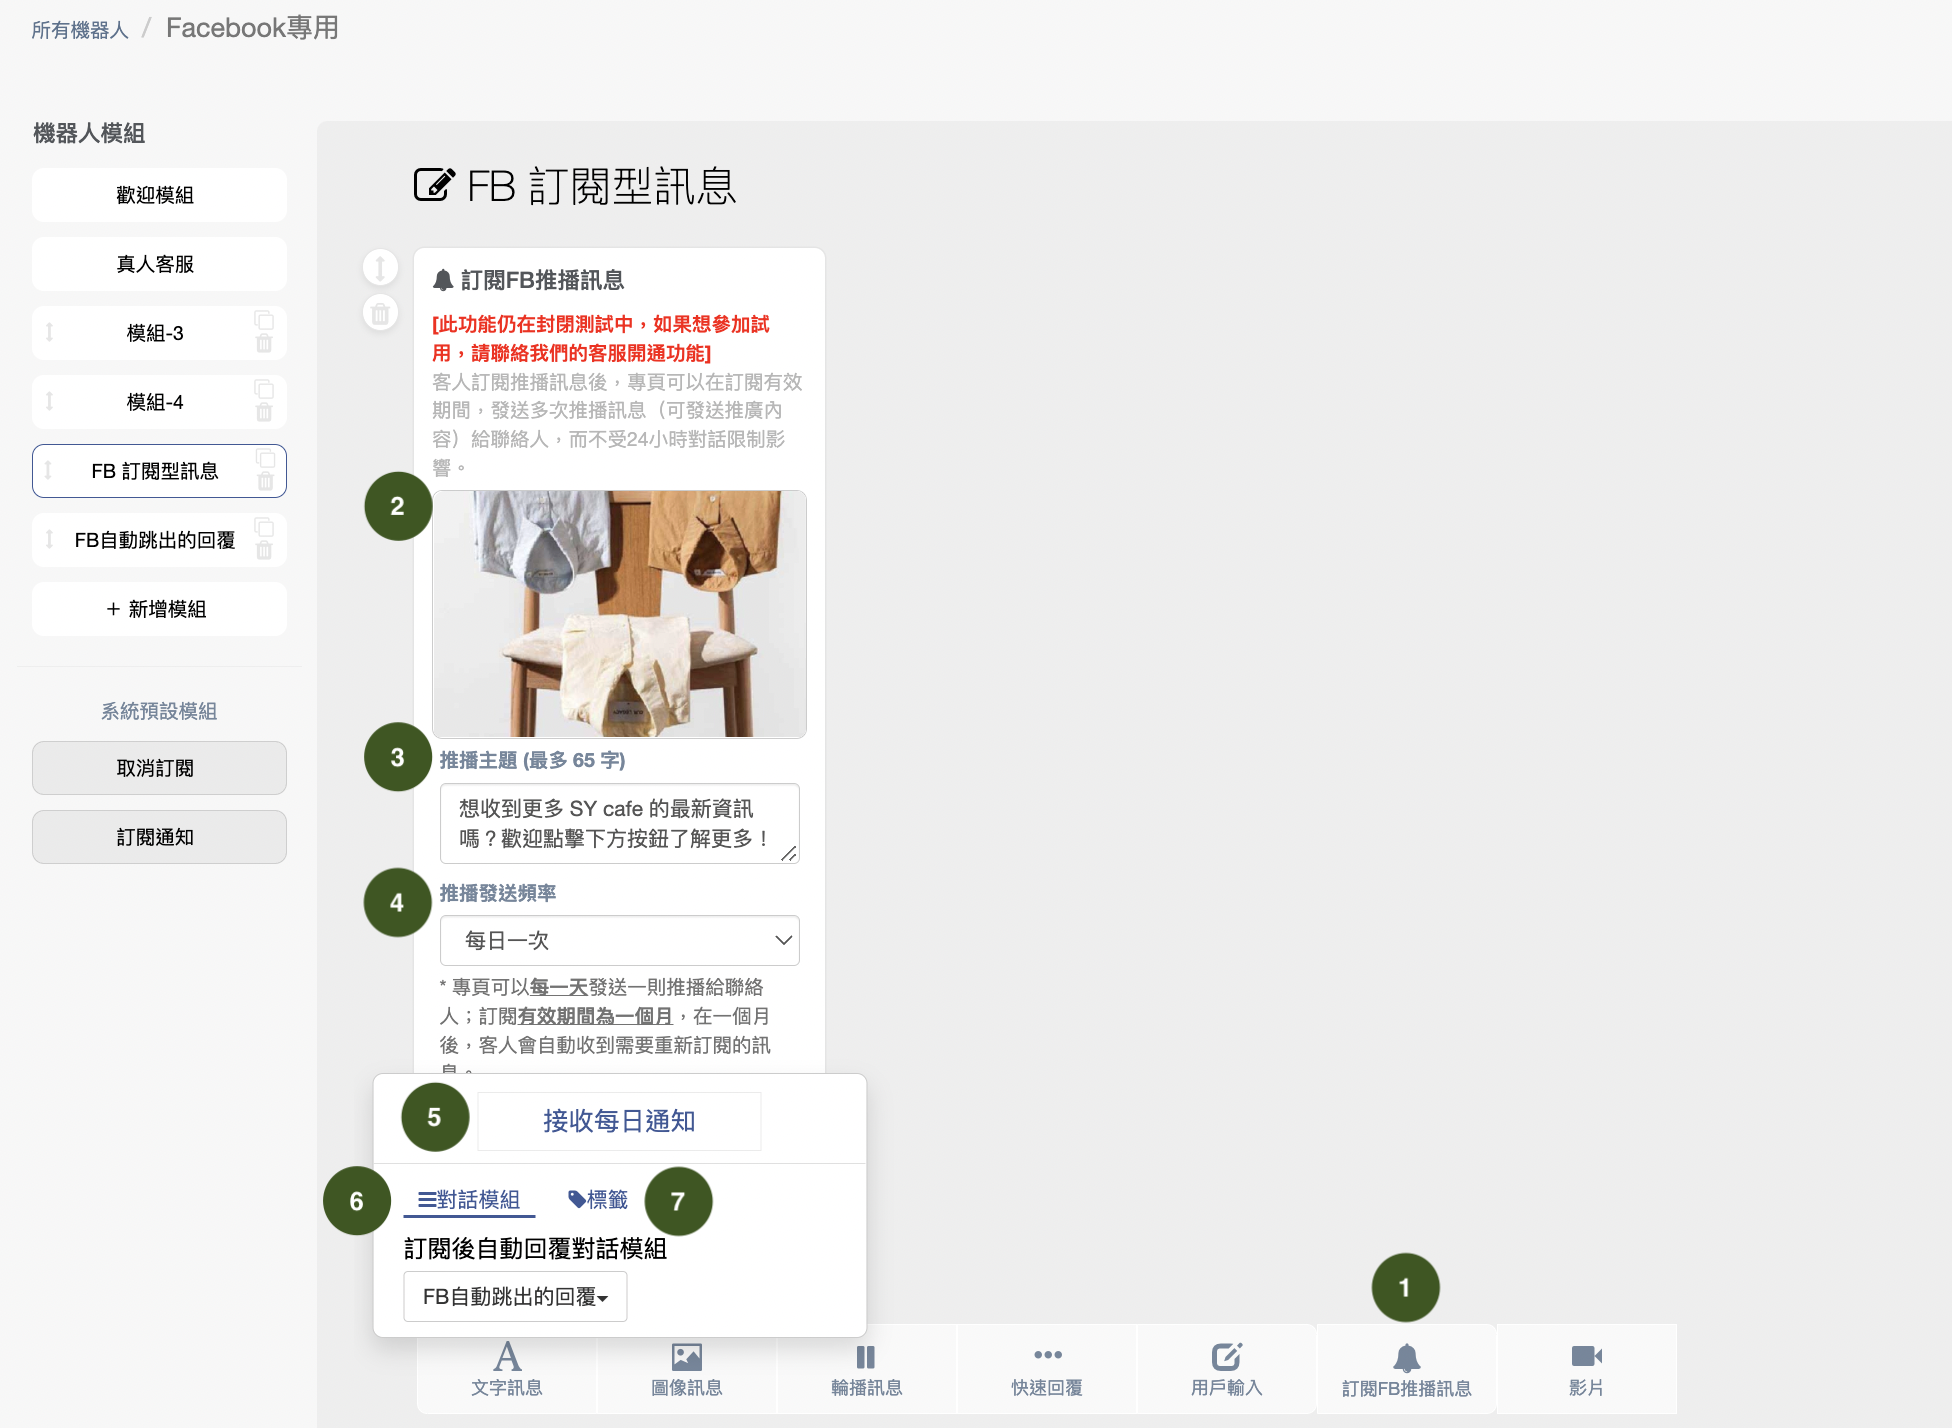 所有機器人 / Facebook專用
機器人模組
歡迎模組
真人客服
模組-3
模組-4
FB 訂閱型訊息
FB自動跳出的回覆
+ 新增模組
系統預設模組
取消訂閱
訂閱通知
FB 訂閱型訊息
訂閱FB推播訊息
[此功能仍在封閉測試中，如果想參加試
用，請聯絡我們的客服開通功能]
客人訂閱推播訊息後，專頁可以在訂閱有效
期間，發送多次推播訊息（可發送推廣內
容）給聯絡人，而不受24小時對話限制影
響。
2
3
推播主題 (最多 65 字)
想收到更多 SY cafe 的最新資訊
嗎？歡迎點擊下方按鈕了解更多！
4
推播發送頻率
每日一次
* 專頁可以每一天發送一則推播給聯絡
人；訂閱有效期間為一個月，在一個月
後，客人會自動收到需要重新訂閱的訊
息。
5
接收每日通知
6
對話模組
標籤
7
訂閱後自動回覆對話模組
FB自動跳出的回覆
1
文字訊息
圖像訊息
輪播訊息
快速回覆
用戶輸入
訂閱FB推播訊息
影片